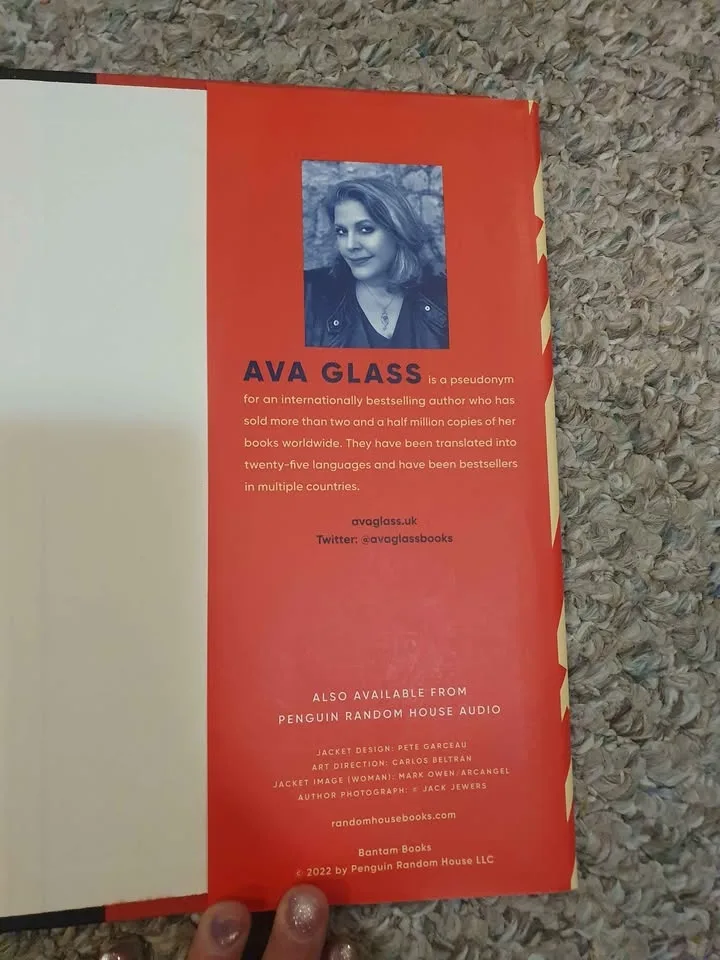 AVA GLASS is a pseudonym
for an internationally bestselling author who has
sold more than two and a half million copies of her
books worldwide. They have been translated into
twenty-five languages and have been bestsellers
in multiple countries.
avaglass.uk
Twitter: @avaglassbooks
ALSO AVAILABLE FROM
PENGUIN RANDOM HOUSE AUDIO
JACKET DESIGN: PETE GARCEAU
ART DIRECTION: CARLOS BELTRÁN
JACKET IMAGE (WOMAN): MARK OWEN/ARCANGEL
AUTHOR PHOTOGRAPH: © JACK JEWERS
randomhousebooks.com
Bantam Books
© 2022 by Penguin Random House LLC